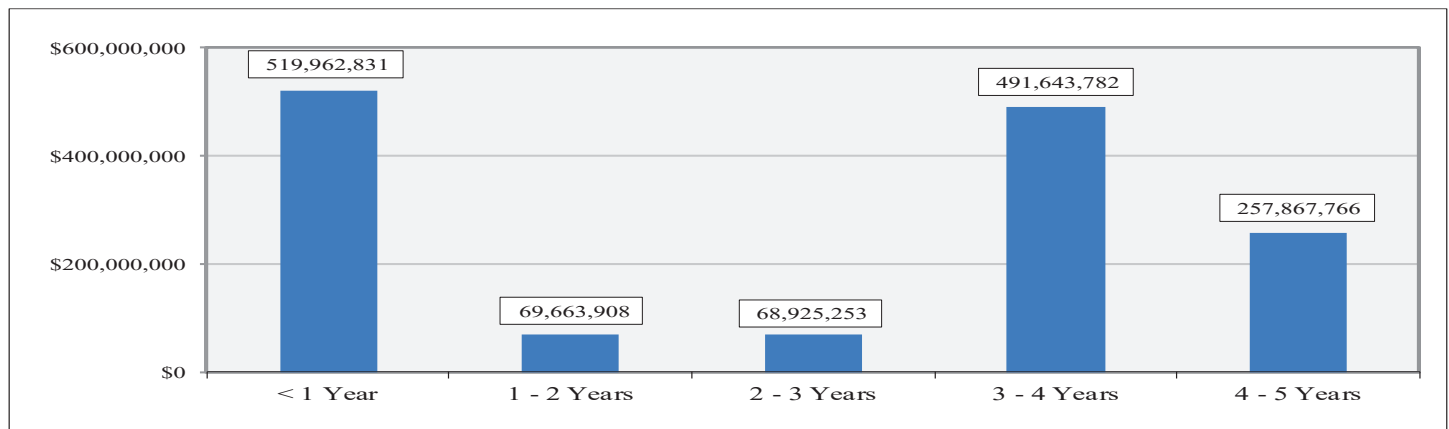 $600,000,000
519,962,831
491,643,782
$400,000,000
257,867,766
$200,000,000
69,663,908
68,925,253
$0
< 1 Year
1 - 2 Years
2 - 3 Years
3 - 4 Years
4 - 5 Years